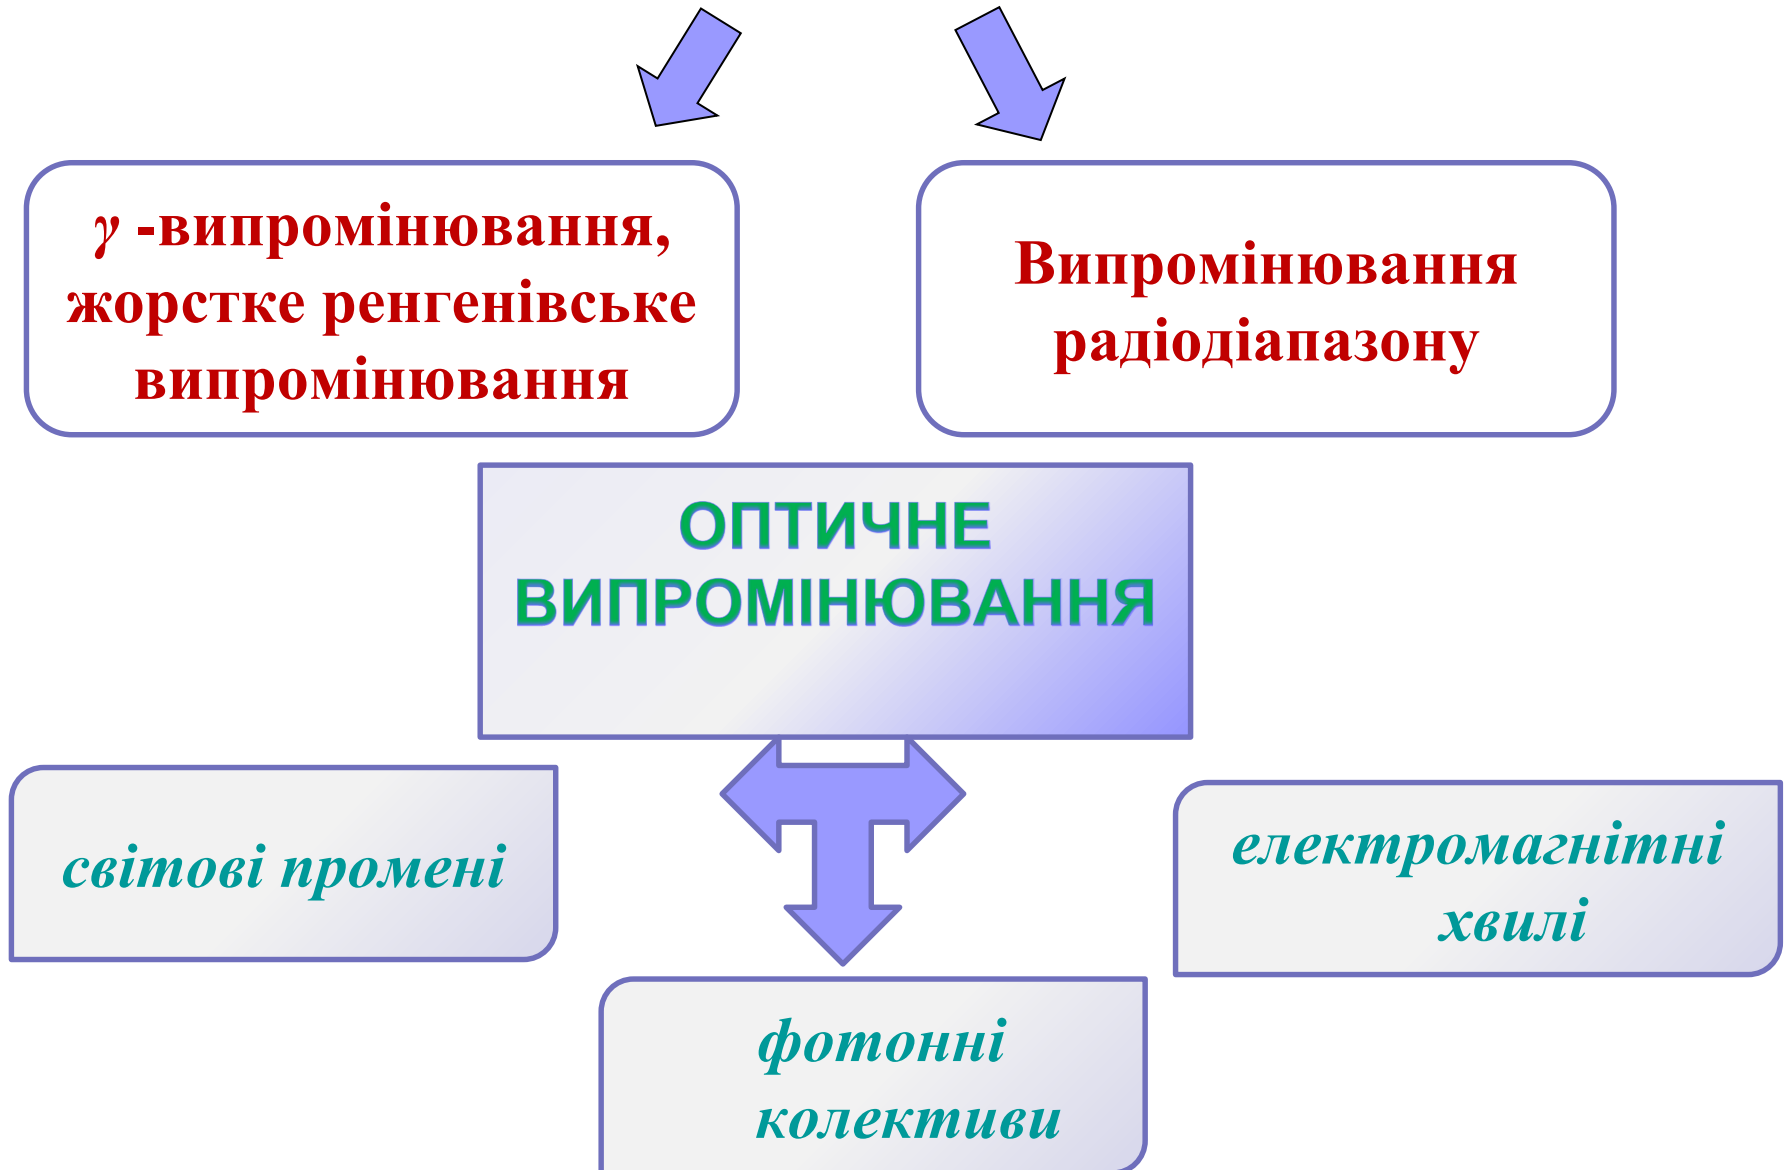 γ -випромінювання,
жорстке ренгенівське
випромінювання
Випромінювання
радіодіапазону
ОПТИЧНЕ
ВИПРОМІНЮВАННЯ
світові промені
електромагнітні
хвилі
фотонні
колективи